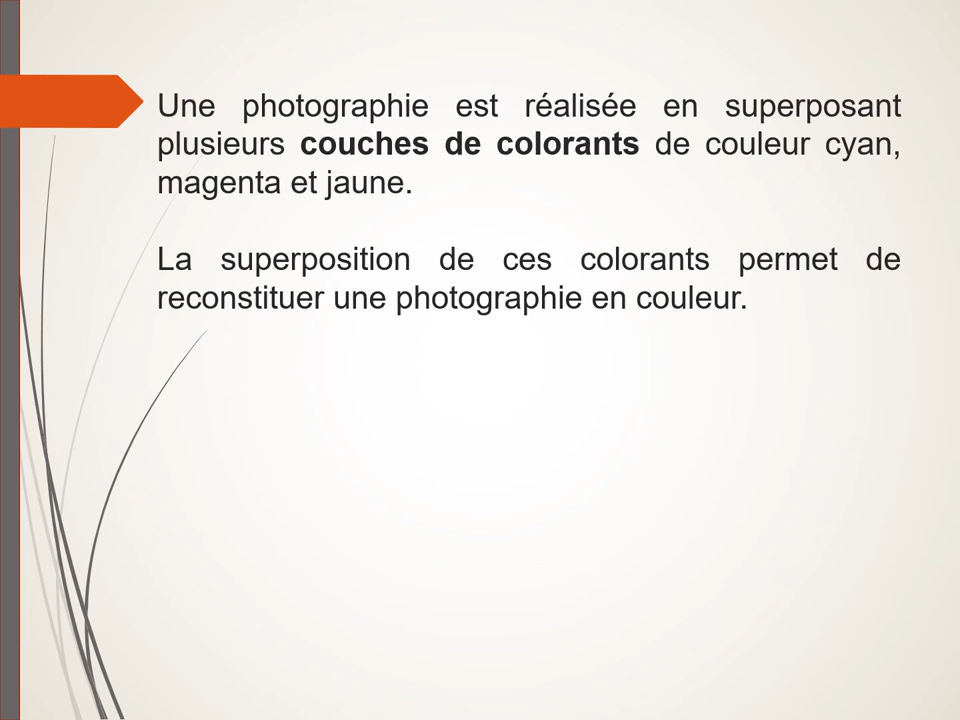 Une photographie est réalisée en superposant
plusieurs couches de colorants de couleur cyan,
magenta et jaune.
La superposition de ces colorants permet de
reconstituer une photographie en couleur.